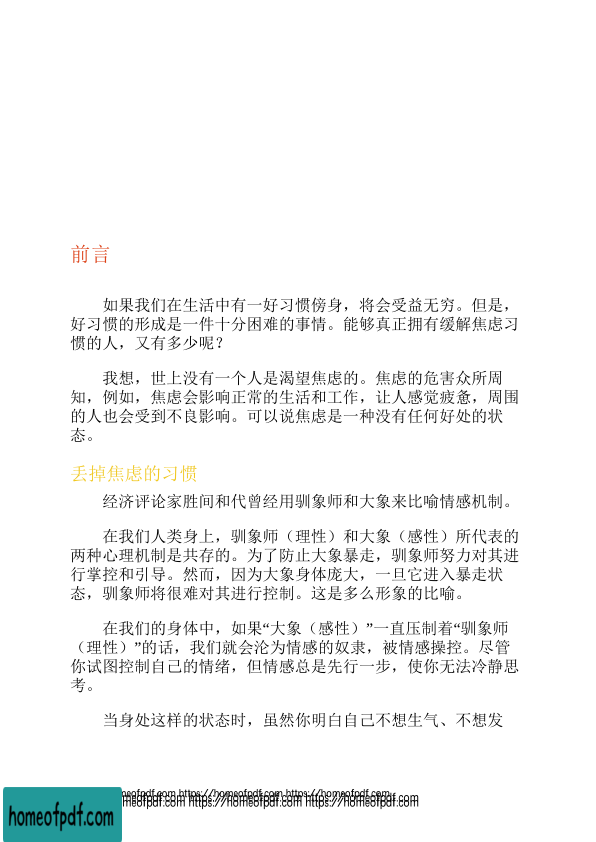 前言
如果我们在生活中有一好习惯傍身，将会受益无穷。但是，
好习惯的形成是一件十分困难的事情。能够真正拥有缓解焦虑习
惯的人，又有多少呢？
我想，世上没有一个人是渴望焦虑的。焦虑的危害众所周
知，例如，焦虑会影响正常的生活和工作，让人感觉疲惫，周围
的人也会受到不良影响。可以说焦虑是一种没有任何好处的状
态。
丢掉焦虑的习惯
经济评论家胜间和代曾经用驯象师和大象来比喻情感机制。
在我们人类身上，驯象师（理性）和大象（感性）所代表的
两种心理机制是共存的。为了防止大象暴走，驯象师努力对其进
行掌控和引导。然而，因为大象身体庞大，一旦它进入暴走状
态，驯象师将很难对其进行控制。这是多么形象的比喻。
在我们的身体中，如果“大象（感性）”一直压制着“驯象师
（理性）”的话，我们就会沦为情感的奴隶，被情感操控。尽管
你试图控制自己的情绪，但情感总是先行一步，使你无法冷静思
考。
当身处这样的状态时，虽然你明白自己不想生气、不想发
homeofpdf.com https://homeofpdf.com https://homeofpdf.com
homeofpdf.com https://homeofpdf.com https://homeofpdf.com
homeofpdf.com